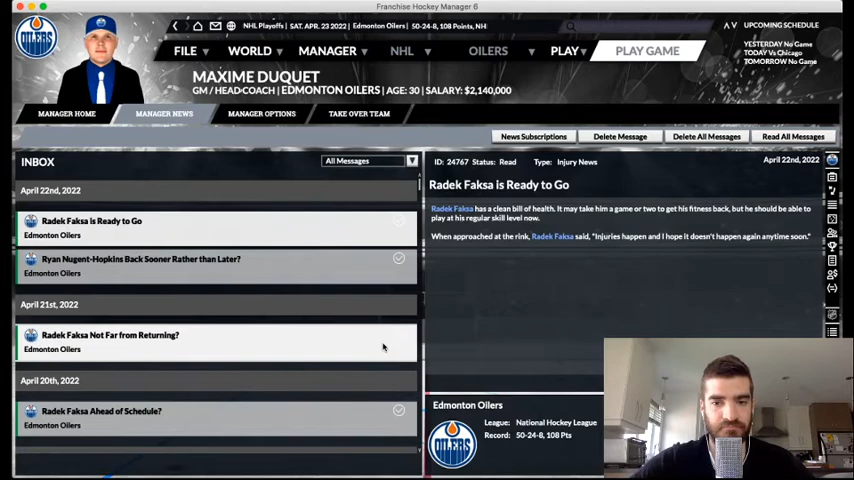 Franchise Hockey Manager 6
NHL Playoffs | SAT. APR. 23 2022 | Edmonton Oilers | 50-24-8, 108 Points, NH
UPCOMING SCHEDULE
YESTERDAY No Game
TODAY Vs Chicago
TOMORROW No Game
OILERS
FILE WORLD MANAGER NHL OILERS PLAY PLAY GAME
MAXIME DUQUET
GM / HEAD COACH | EDMONTON OILERS | AGE: 30 | SALARY: $2,140,000
MANAGER HOME MANAGER NEWS MANAGER OPTIONS TAKE OVER TEAM
News Subscriptions Delete Message Delete All Messages Read All Messages
INBOX
All Messages
April 22nd, 2022
Radek Faksa is Ready to Go
Edmonton Oilers
Ryan Nugent-Hopkins Back Sooner Rather than Later?
Edmonton Oilers
April 21st, 2022
Radek Faksa Not Far from Returning?
Edmonton Oilers
April 20th, 2022
Radek Faksa Ahead of Schedule?
Edmonton Oilers
ID: 24767 Status: Read Type: Injury News
April 22nd, 2022
Radek Faksa is Ready to Go
Radek Faksa has a clean bill of health. It may take him a game or two to get his fitness back, but he should be able to
play at his regular skill level now.
When approached at the rink, Radek Faksa said, "Injuries happen and I hope it doesn't happen again anytime soon."
Edmonton Oilers
League: National Hockey League
Record: 50-24-8, 108 Pts
OILERS